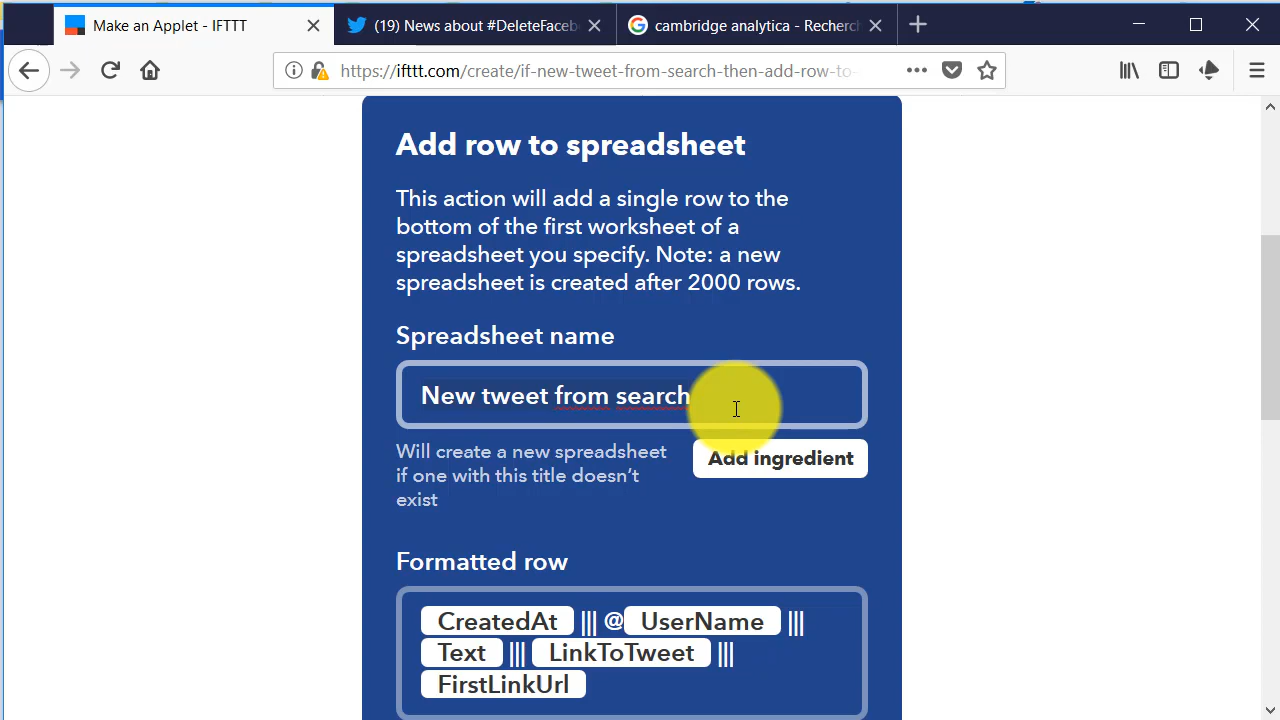 Make an Applet - IFTTT
(19) News about #DeleteFaceb
cambridge analytica - Recherch
https://ifttt.com/create/if-new-tweet-from-search-then-add-row-to-
Add row to spreadsheet
This action will add a single row to the
bottom of the first worksheet of a
spreadsheet you specify. Note: a new
spreadsheet is created after 2000 rows.
Spreadsheet name
New tweet from search
Will create a new spreadsheet
if one with this title doesn't
exist
Add ingredient
Formatted row
CreatedAt ||| @ UserName |||
Text ||| LinkToTweet |||
FirstLinkUrl